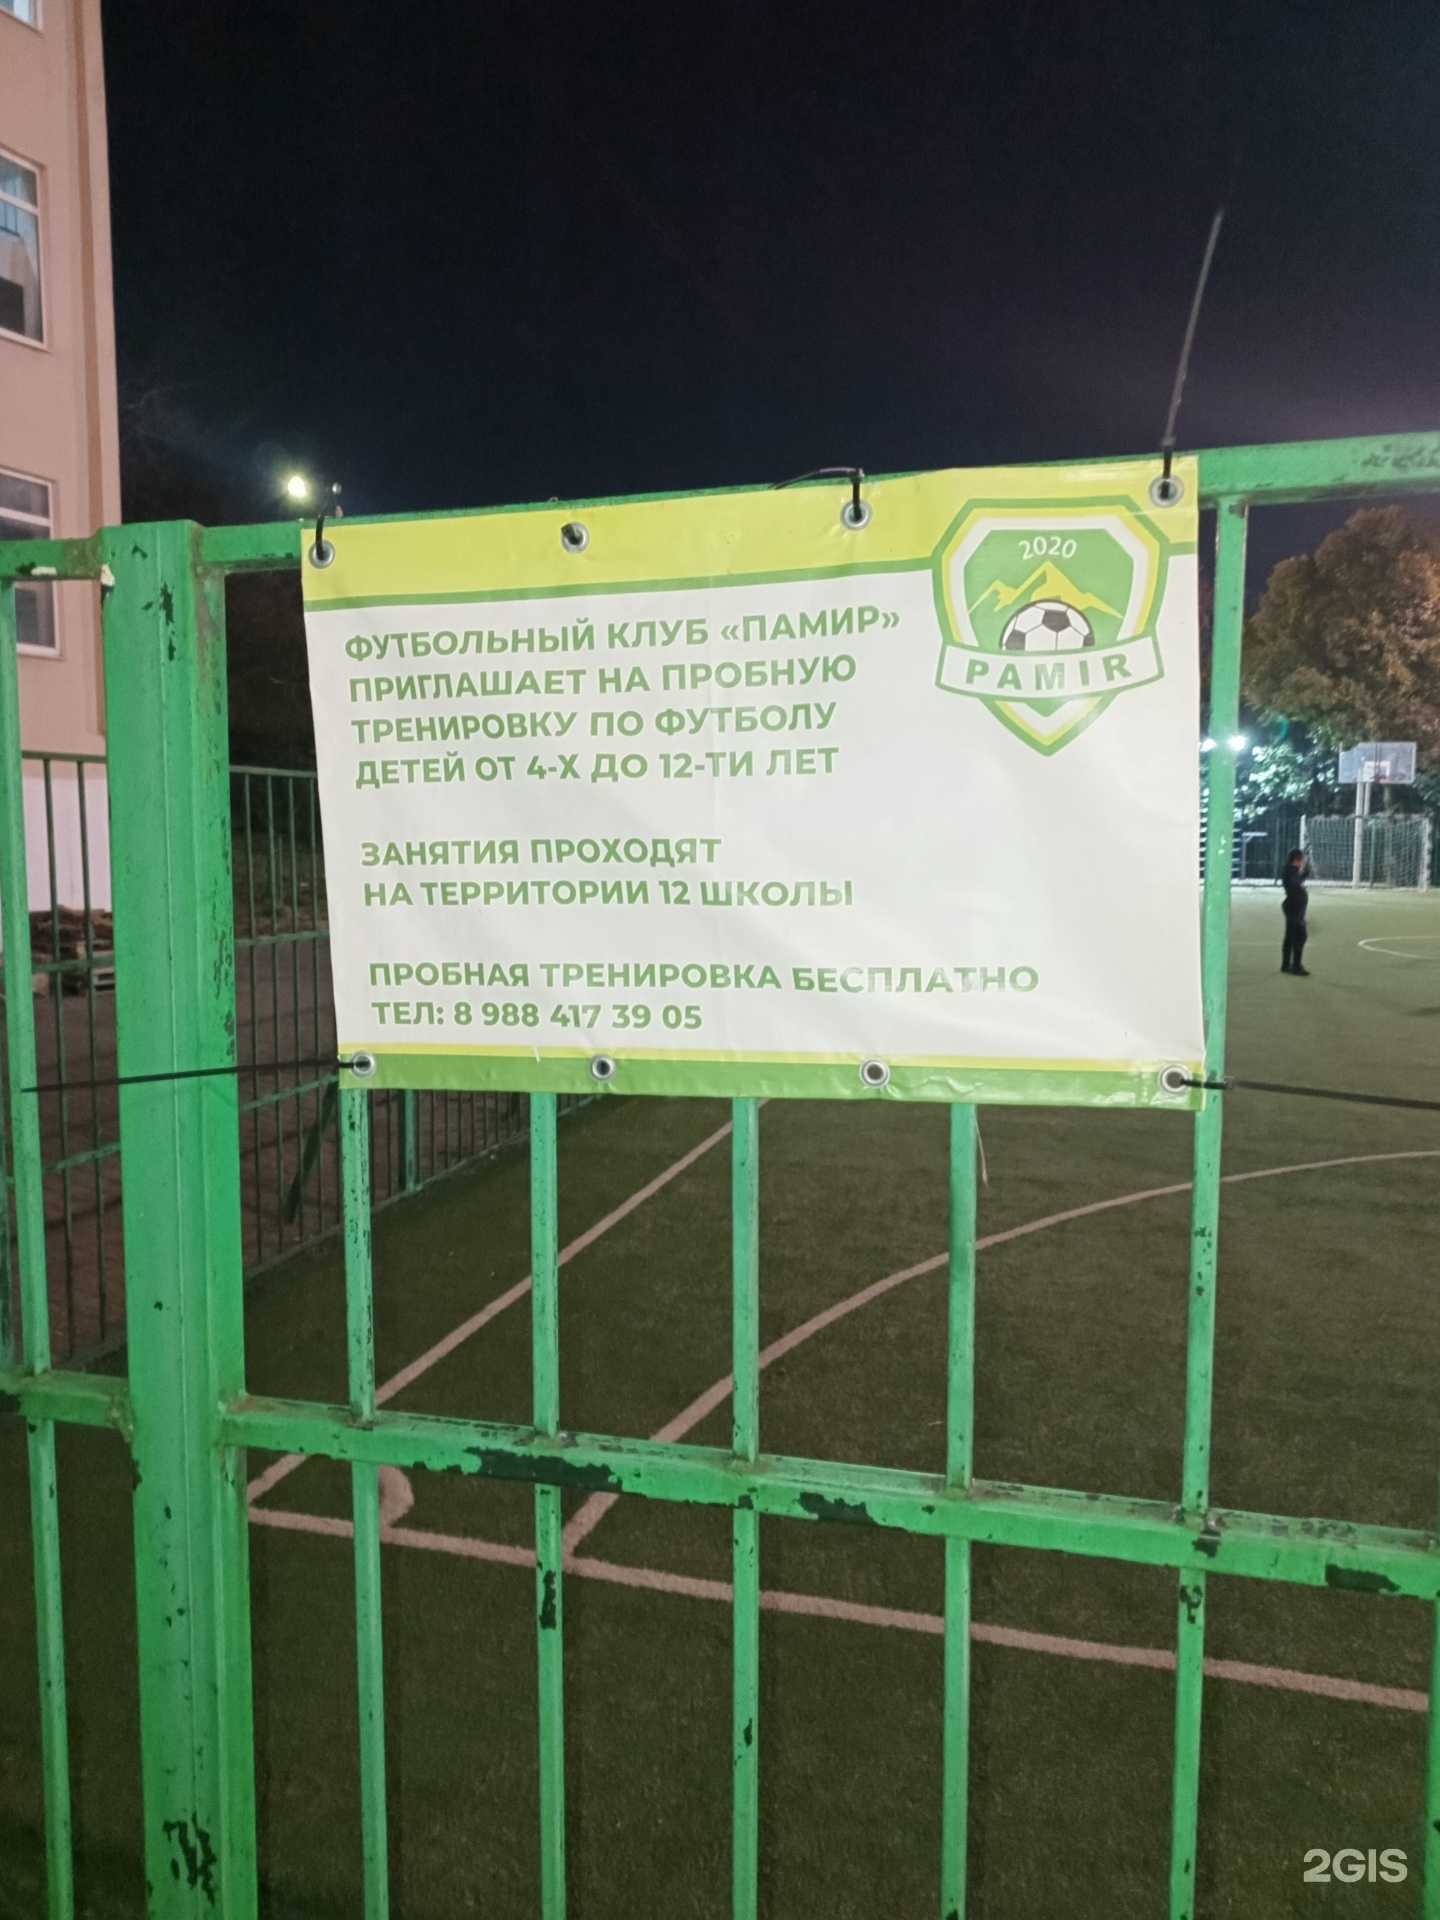 2020
PAMIR
ФУТБОЛЬНЫЙ КЛУБ «ПАМИР»
ПРИГЛАШАЕТ НА ПРОБНУЮ
ТРЕНИРОВКУ ПО ФУТБОЛУ
ДЕТЕЙ ОТ 4-Х ДО 12-ТИ ЛЕТ
ЗАНЯТИЯ ПРОХОДЯТ
НА ТЕРРИТОРИИ 12 ШКОЛЫ
ПРОБНАЯ ТРЕНИРОВКА БЕСПЛАТНО
ТЕЛ: 8 988 417 39 05
2GIS